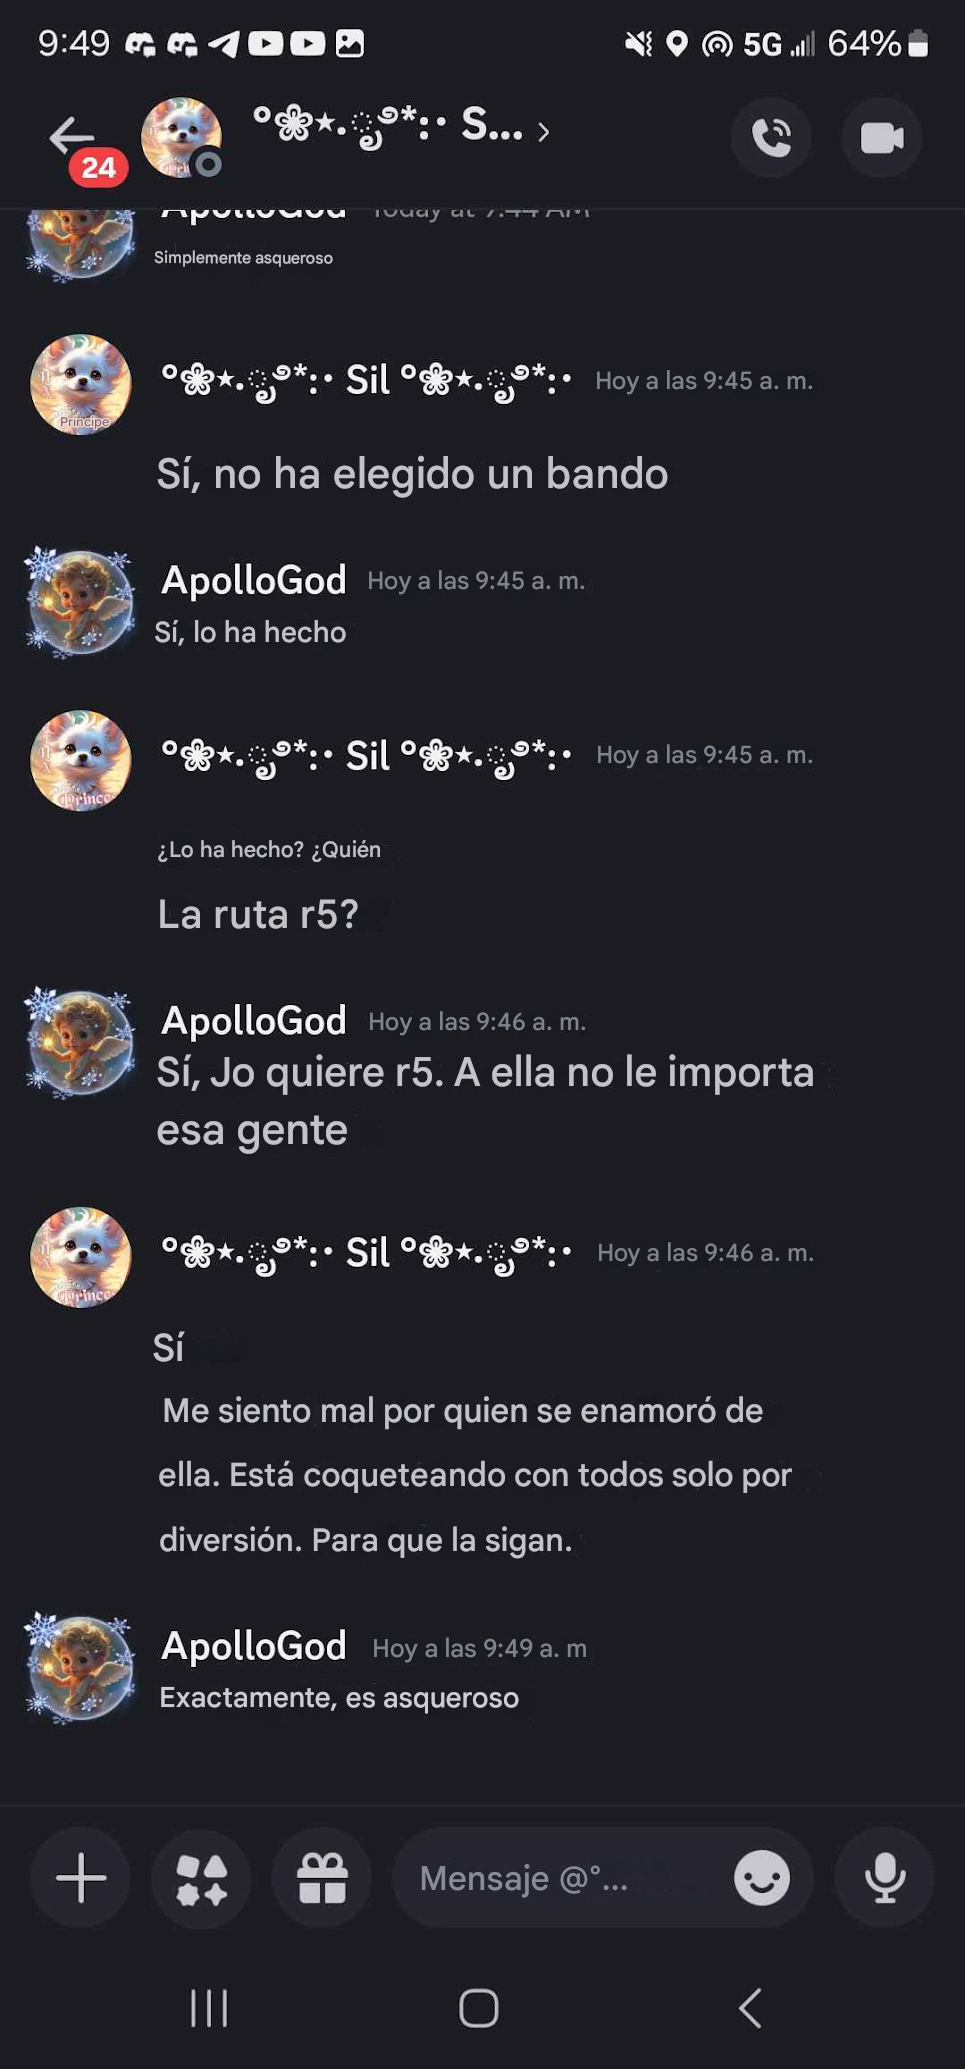 9:49 5G 64%
24
°❀⋆.ೃ࿔*:･ S...
ApolloGod Today at 7:44 AM
Simplemente asqueroso
°❀⋆.ೃ࿔*:･ Sil °❀⋆.ೃ࿔*:･ Hoy a las 9:45 a. m.
Príncipe
Sí, no ha elegido un bando
ApolloGod Hoy a las 9:45 a. m.
Sí, lo ha hecho
°❀⋆.ೃ࿔*:･ Sil °❀⋆.ೃ࿔*:･ Hoy a las 9:45 a. m.
¿Lo ha hecho? ¿Quién
La ruta r5?
ApolloGod Hoy a las 9:46 a. m.
Sí, Jo quiere r5. A ella no le importa
esa gente
°❀⋆.ೃ࿔*:･ Sil °❀⋆.ೃ࿔*:･ Hoy a las 9:46 a. m.
Sí
Me siento mal por quien se enamoró de
ella. Está coqueteando con todos solo por
diversión. Para que la sigan.
ApolloGod Hoy a las 9:49 a. m
Exactamente, es asqueroso
Mensaje @°...